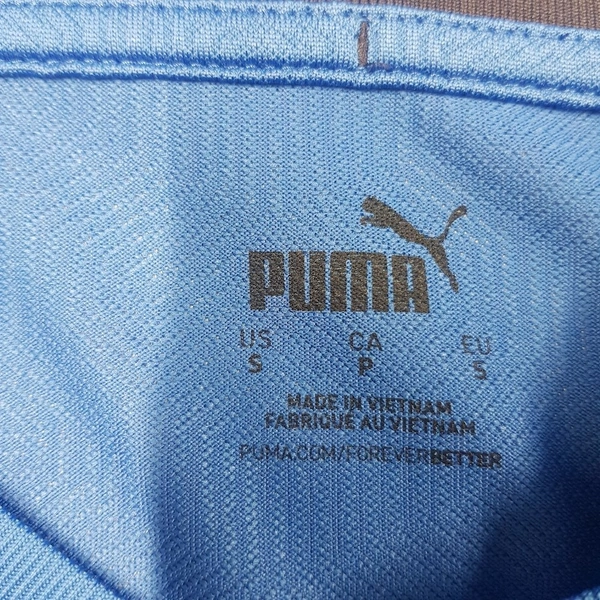 PUMA
US CA EU
S P S
MADE IN VIETNAM
FABRIQUÉ AU VIETNAM
PUMA.COM/FOREVERBETTER